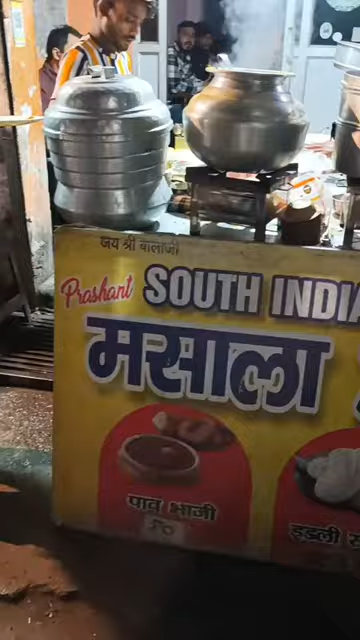 जय श्री बालाजी
Prashant SOUTH INDIA
मसाला
पाव भाजी
इडली